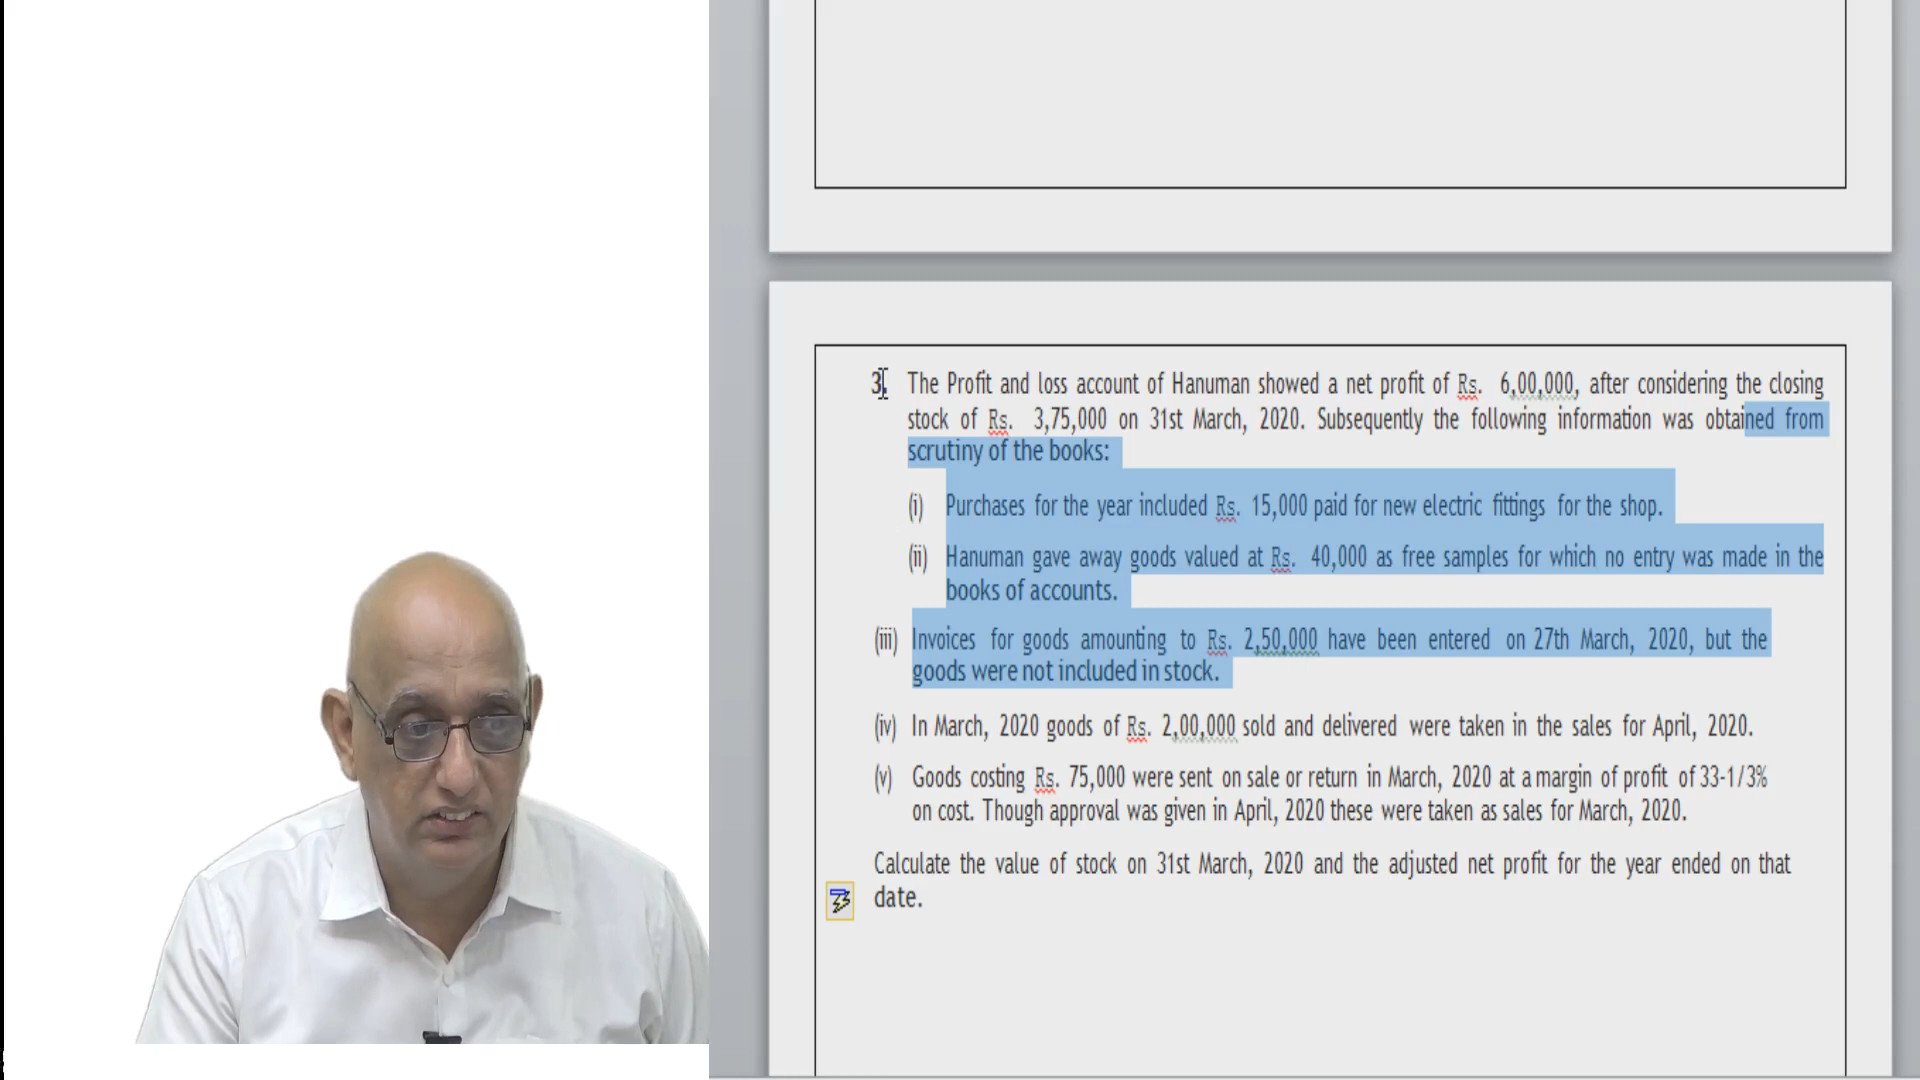 3. The Profit and loss account of Hanuman showed a net profit of Rs. 6,00,000, after considering the closing
stock of Rs. 3,75,000 on 31st March, 2020. Subsequently the following information was obtained from
scrutiny of the books:
(i) Purchases for the year included Rs. 15,000 paid for new electric fittings for the shop.
(ii) Hanuman gave away goods valued at Rs. 40,000 as free samples for which no entry was made in the
books of accounts.
(iii) Invoices for goods amounting to Rs. 2,50,000 have been entered on 27th March, 2020, but the
goods were not included in stock.
(iv) In March, 2020 goods of Rs. 2,00,000 sold and delivered were taken in the sales for April, 2020.
(v) Goods costing Rs. 75,000 were sent on sale or return in March, 2020 at a margin of profit of 33-1/3%
on cost. Though approval was given in April, 2020 these were taken as sales for March, 2020.
Calculate the value of stock on 31st March, 2020 and the adjusted net profit for the year ended on that
date.